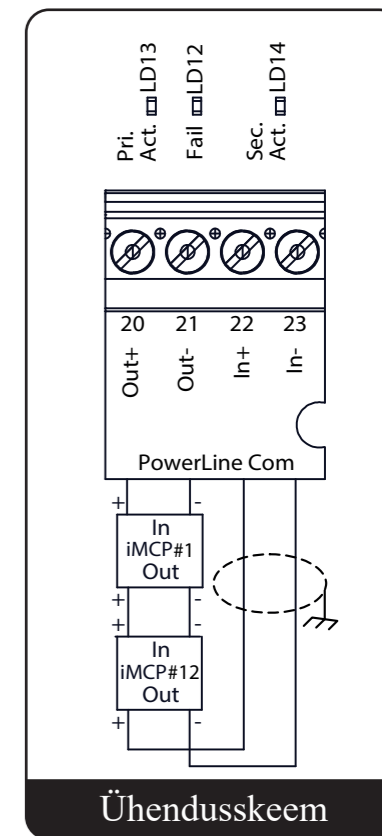 Pri.
Act. LD13
Fail LD12
Sec.
Act. LD14
20 21 22 23
Out+ Out- In+ In-
PowerLine Com
+ -
In
iMCP#1
Out
+ -
+ -
In
iMCP#12
Out
+ -
Ühendusskeem